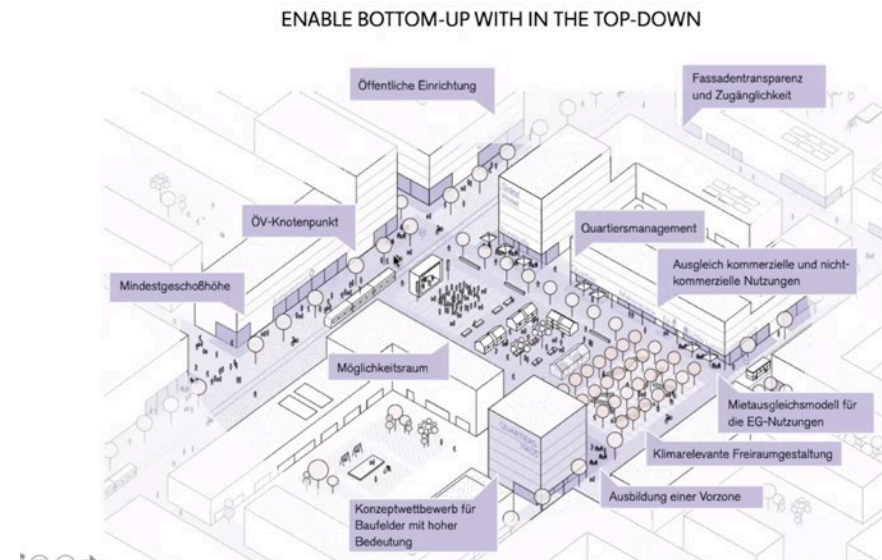 ENABLE BOTTOM-UP WITH IN THE TOP-DOWN
Öffentliche Einrichtung
Fassadentransparenz
und Zugänglichkeit
ÖV-Knotenpunkt
Quartiersmanagement
Mindestgeschoßhöhe
Ausgleich kommerzielle und nicht-
kommerzielle Nutzungen
Möglichkeitsraum
Mietausgleichsmodell für
die EG-Nutzungen
QUARTIERS-
HAUS
Klimarelevante Freiraumgestaltung
Ausbildung einer Vorzone
Konzeptwettbewerb für
Baufelder mit hoher
Bedeutung